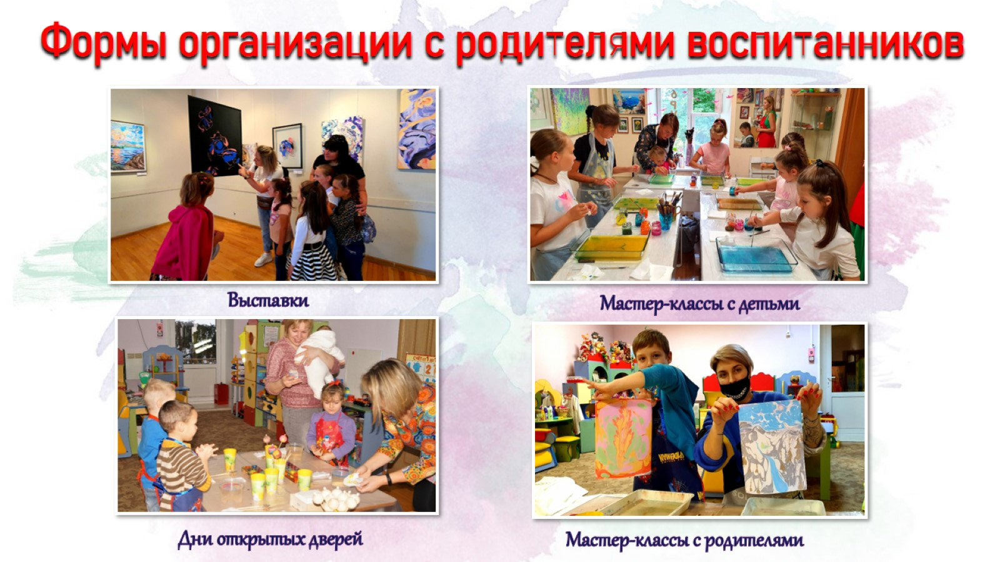 Формы организации с родителями воспитанников
Выставки
Мастер-классы с детьми
Дни открытых дверей
Мастер-классы с родителями